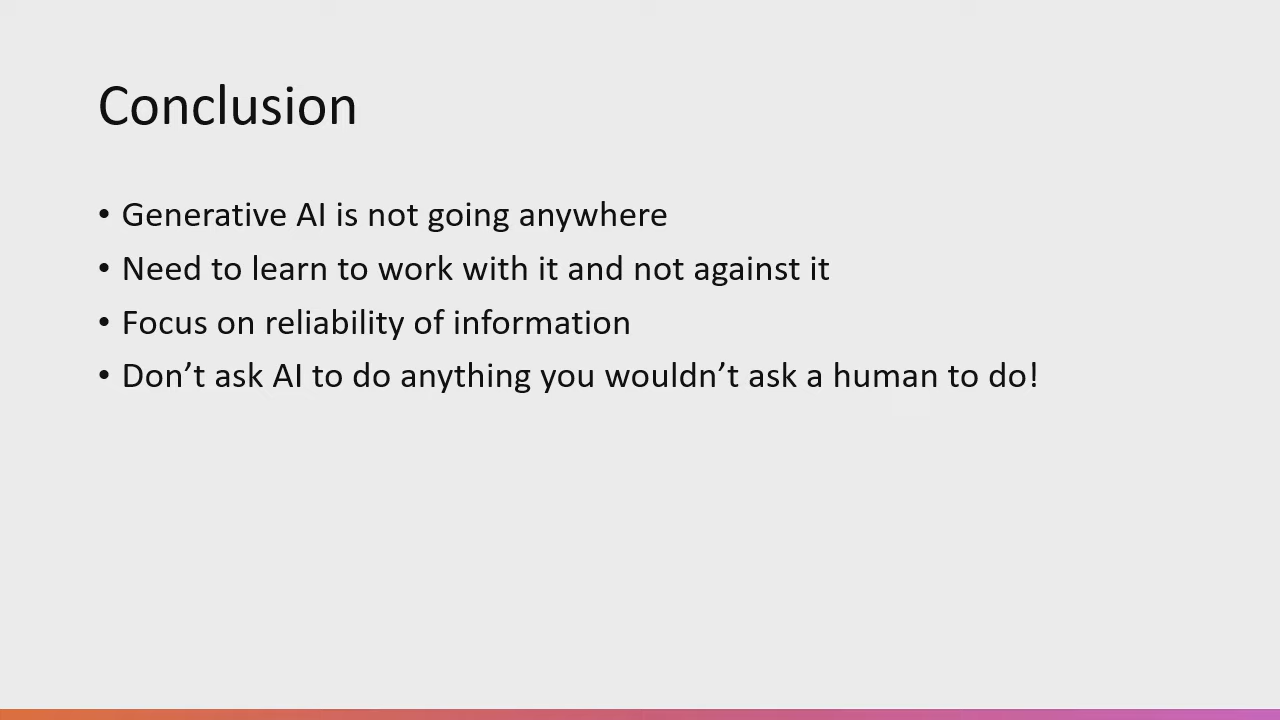 Conclusion
• Generative AI is not going anywhere
• Need to learn to work with it and not against it
• Focus on reliability of information
• Don’t ask AI to do anything you wouldn’t ask a human to do!